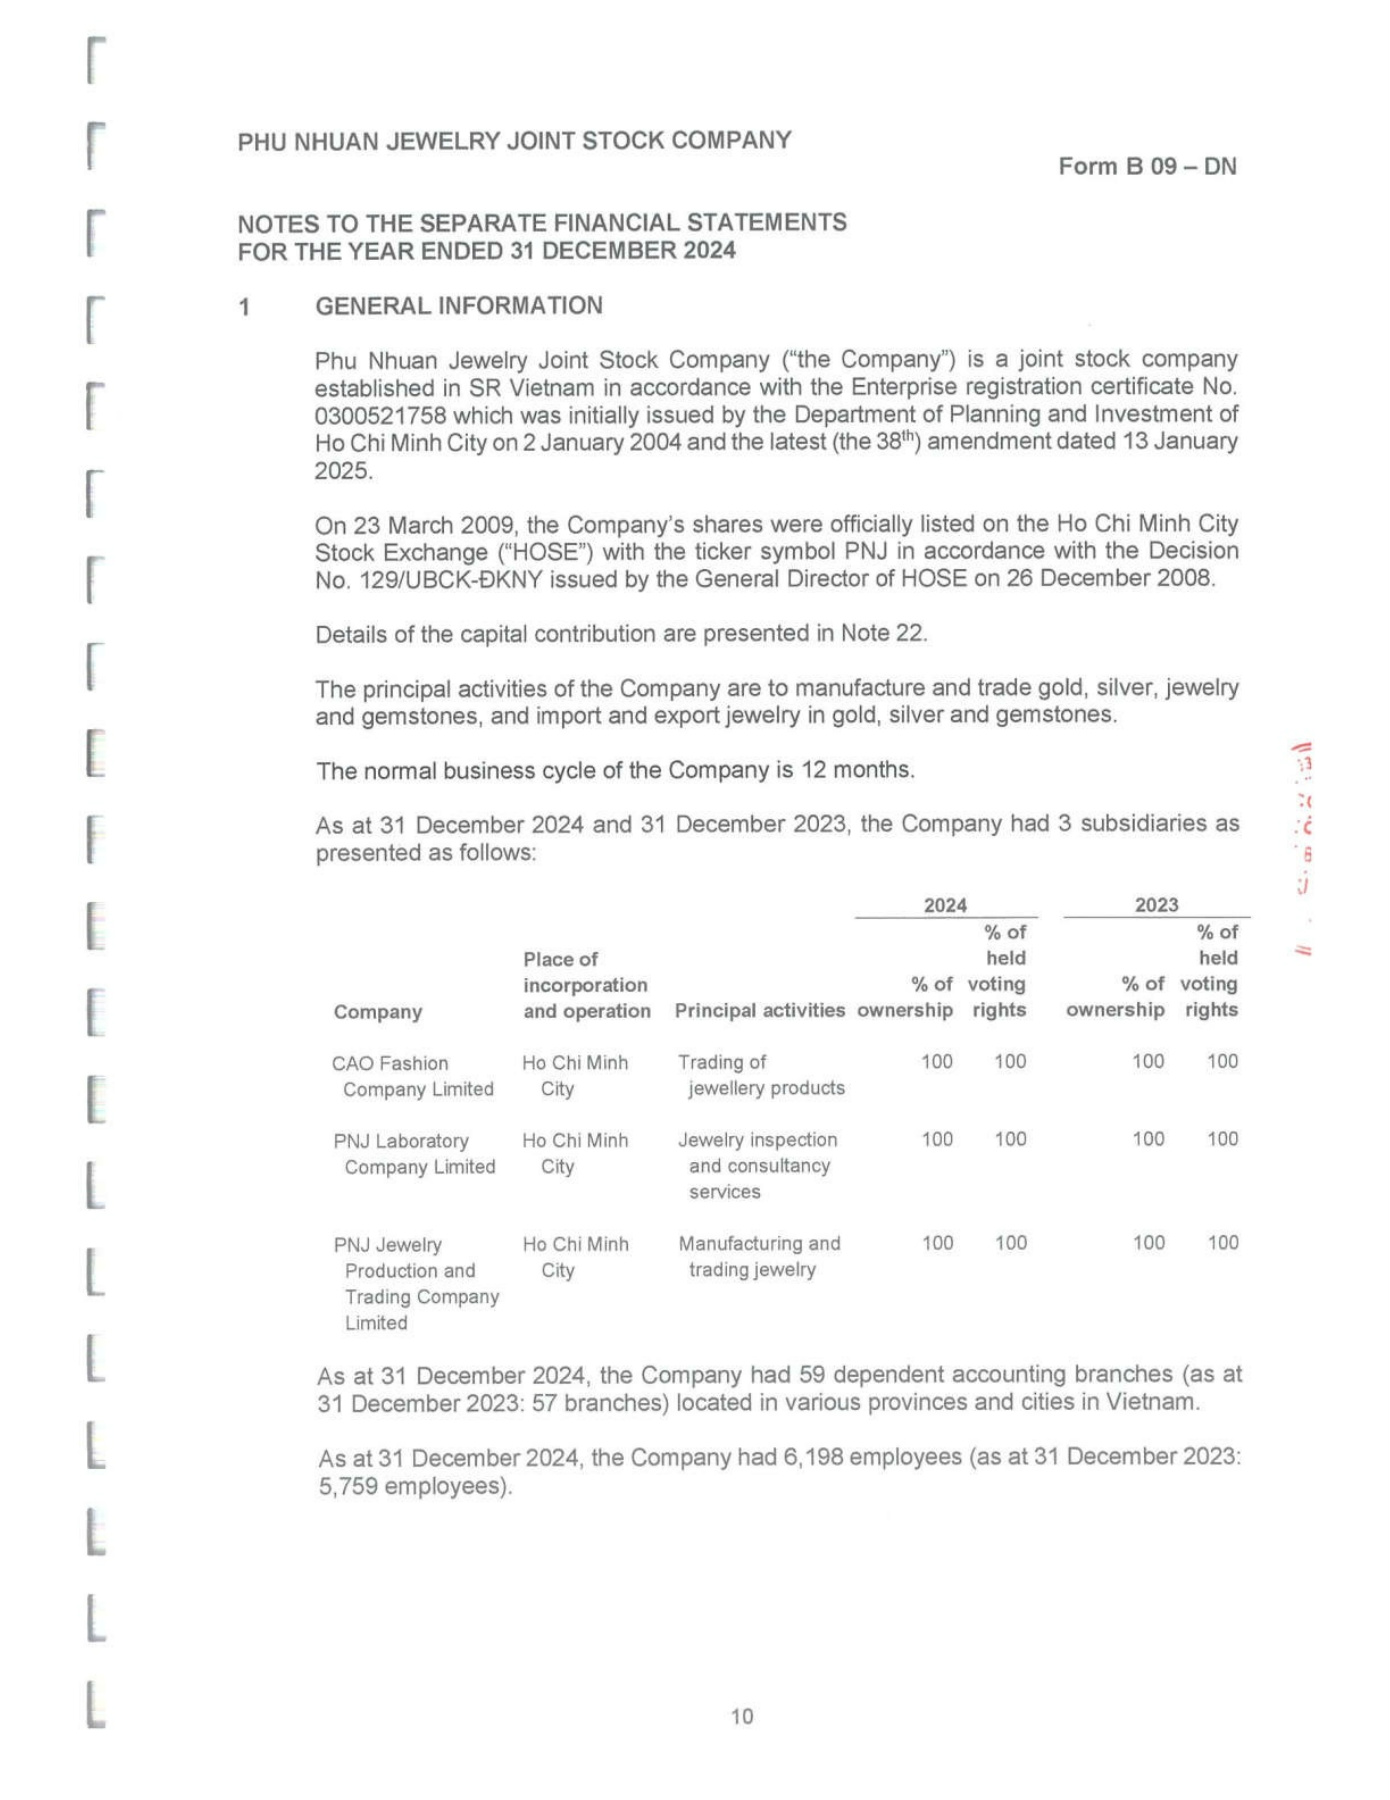 PHU NHUAN JEWELRY JOINT STOCK COMPANY
Form B 09 – DN
NOTES TO THE SEPARATE FINANCIAL STATEMENTS
FOR THE YEAR ENDED 31 DECEMBER 2024
1 GENERAL INFORMATION
Phu Nhuan Jewelry Joint Stock Company (“the Company”) is a joint stock company
established in SR Vietnam in accordance with the Enterprise registration certificate No.
0300521758 which was initially issued by the Department of Planning and Investment of
Ho Chi Minh City on 2 January 2004 and the latest (the 38th) amendment dated 13 January
2025.
On 23 March 2009, the Company’s shares were officially listed on the Ho Chi Minh City
Stock Exchange (“HOSE”) with the ticker symbol PNJ in accordance with the Decision
No. 129/UBCK-ĐKNY issued by the General Director of HOSE on 26 December 2008.
Details of the capital contribution are presented in Note 22.
The principal activities of the Company are to manufacture and trade gold, silver, jewelry
and gemstones, and import and export jewelry in gold, silver and gemstones.
The normal business cycle of the Company is 12 months.
As at 31 December 2024 and 31 December 2023, the Company had 3 subsidiaries as
presented as follows:
2024 2023
% of % of
Place of held held
incorporation % of voting % of voting
Company and operation Principal activities ownership rights ownership rights
CAO Fashion Ho Chi Minh Trading of 100 100 100 100
Company Limited City jewellery products
PNJ Laboratory Ho Chi Minh Jewelry inspection 100 100 100 100
Company Limited City and consultancy
services
PNJ Jewelry Ho Chi Minh Manufacturing and 100 100 100 100
Production and City trading jewelry
Trading Company
Limited
As at 31 December 2024, the Company had 59 dependent accounting branches (as at
31 December 2023: 57 branches) located in various provinces and cities in Vietnam.
As at 31 December 2024, the Company had 6,198 employees (as at 31 December 2023:
5,759 employees).
10